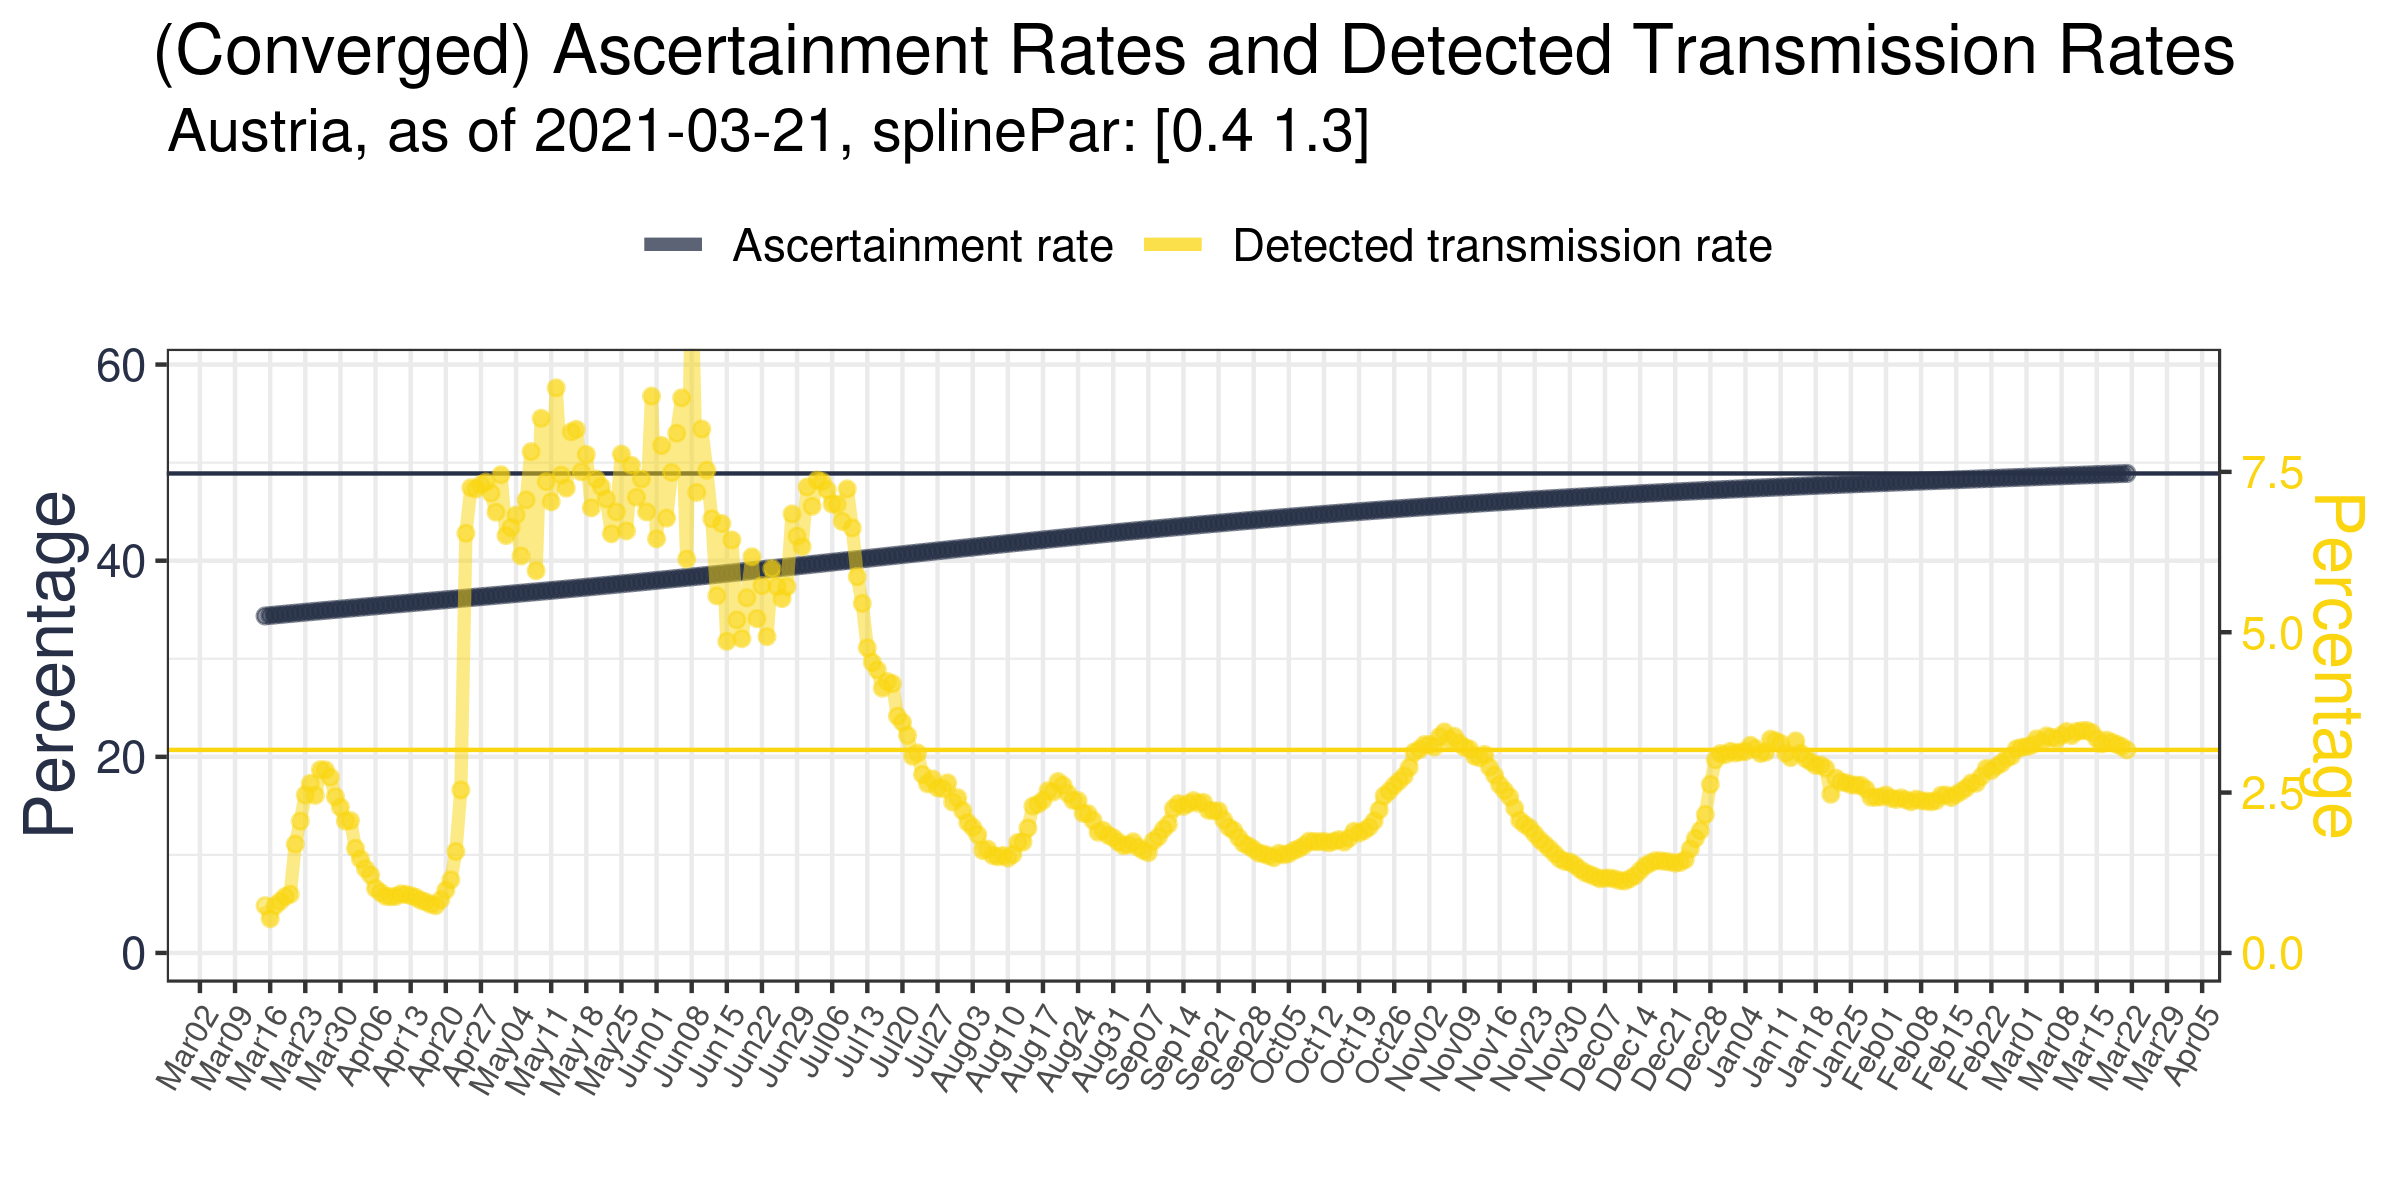 (Converged) Ascertainment Rates and Detected Transmission Rates
Austria, as of 2021-03-21, splinePar: [0.4 1.3]
Ascertainment rate
Detected transmission rate
Percentage
60
40
20
0
7.5
5.0
2.5
0.0
Percentage
Mar02
Mar09
Mar16
Mar23
Mar30
Apr06
Apr13
Apr20
Apr27
May04
May11
May18
May25
Jun01
Jun08
Jun15
Jun22
Jun29
Jul06
Jul13
Jul20
Jul27
Aug03
Aug10
Aug17
Aug24
Aug31
Sep07
Sep14
Sep21
Sep28
Oct05
Oct12
Oct19
Oct26
Nov02
Nov09
Nov16
Nov23
Nov30
Dec07
Dec14
Dec21
Dec28
Jan04
Jan11
Jan18
Jan25
Feb01
Feb08
Feb15
Feb22
Mar01
Mar08
Mar15
Mar22
Mar29
Apr05